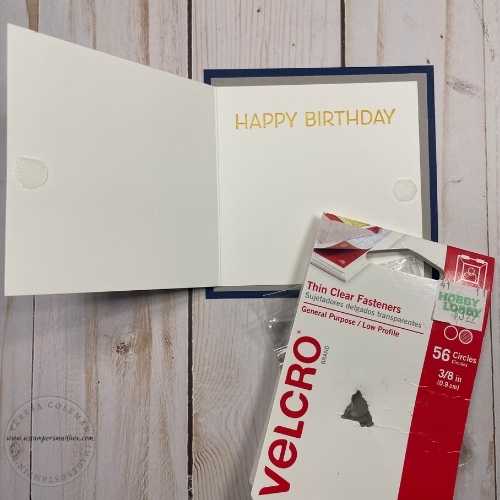 HAPPY BIRTHDAY
Thin Clear Fasteners
Sujetadores delgados transparentes
General Purpose / Low Profile
VELCRO®
BRAND
HOBBY
LOBBY
56 Circles
3/8 in
(0.9 cm)